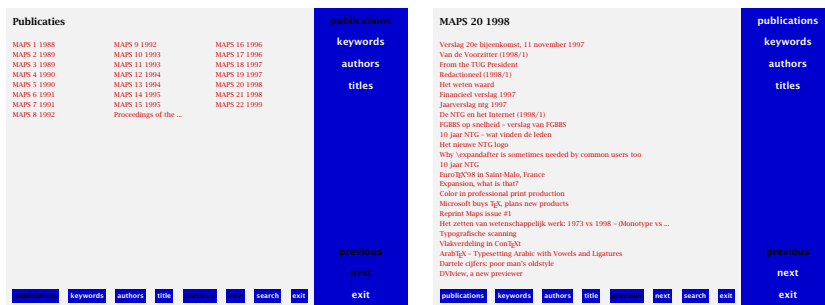 Publicaties
MAPS 1 1988
MAPS 2 1989
MAPS 3 1989
MAPS 4 1990
MAPS 5 1990
MAPS 6 1991
MAPS 7 1991
MAPS 8 1992
MAPS 9 1992
MAPS 10 1993
MAPS 11 1993
MAPS 12 1994
MAPS 13 1994
MAPS 14 1995
MAPS 15 1995
Proceedings of the ...
MAPS 16 1996
MAPS 17 1996
MAPS 18 1997
MAPS 19 1997
MAPS 20 1998
MAPS 21 1998
MAPS 22 1999
publications
keywords
authors
titles
previous
next
exit
publications keywords authors title previous next search exit
MAPS 20 1998
Verslag 20e bijeenkomst, 11 november 1997
Van de Voorzitter (1998/1)
From the TUG President
Redactioneel (1998/1)
Het weten waard
Financieel verslag 1997
Jaarverslag ntg 1997
De NTG en het Internet (1998/1)
FGBBS op snelheid – verslag van FGBBS
10 jaar NTG – wat vinden de leden
Het nieuwe NTG logo
Why \expandafter is sometimes needed by common users too
10 jaar NTG
EuroTEX'98 in Saint-Malo, France
Expansion, what is that?
Color in professional print production
Microsoft buys TEX, plans new products
Reprint Maps issue #1
Het zetten van wetenschappelijk werk: 1973 vs 1998 – (Monotype vs ...
Typografische scanning
Vlakverdeling in ConTEXt
ArabTEX – Typesetting Arabic with Vowels and Ligatures
Dartele cijfers: poor man's oldstyle
DVIview, a new previewer
publications
keywords
authors
titles
previous
next
exit
publications keywords authors title previous next search exit